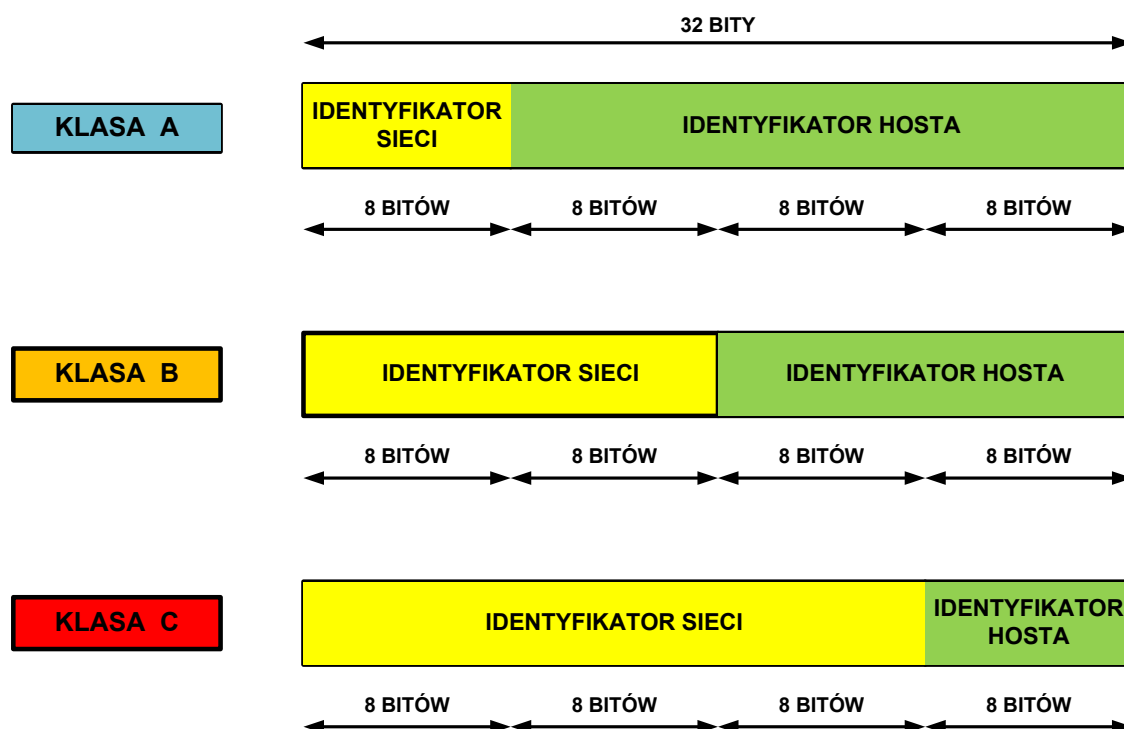 32 BITY
KLASA A
IDENTYFIKATOR
SIECI
IDENTYFIKATOR HOSTA
8 BITÓW 8 BITÓW 8 BITÓW 8 BITÓW
KLASA B
IDENTYFIKATOR SIECI
IDENTYFIKATOR HOSTA
8 BITÓW 8 BITÓW 8 BITÓW 8 BITÓW
KLASA C
IDENTYFIKATOR SIECI
IDENTYFIKATOR
HOSTA
8 BITÓW 8 BITÓW 8 BITÓW 8 BITÓW